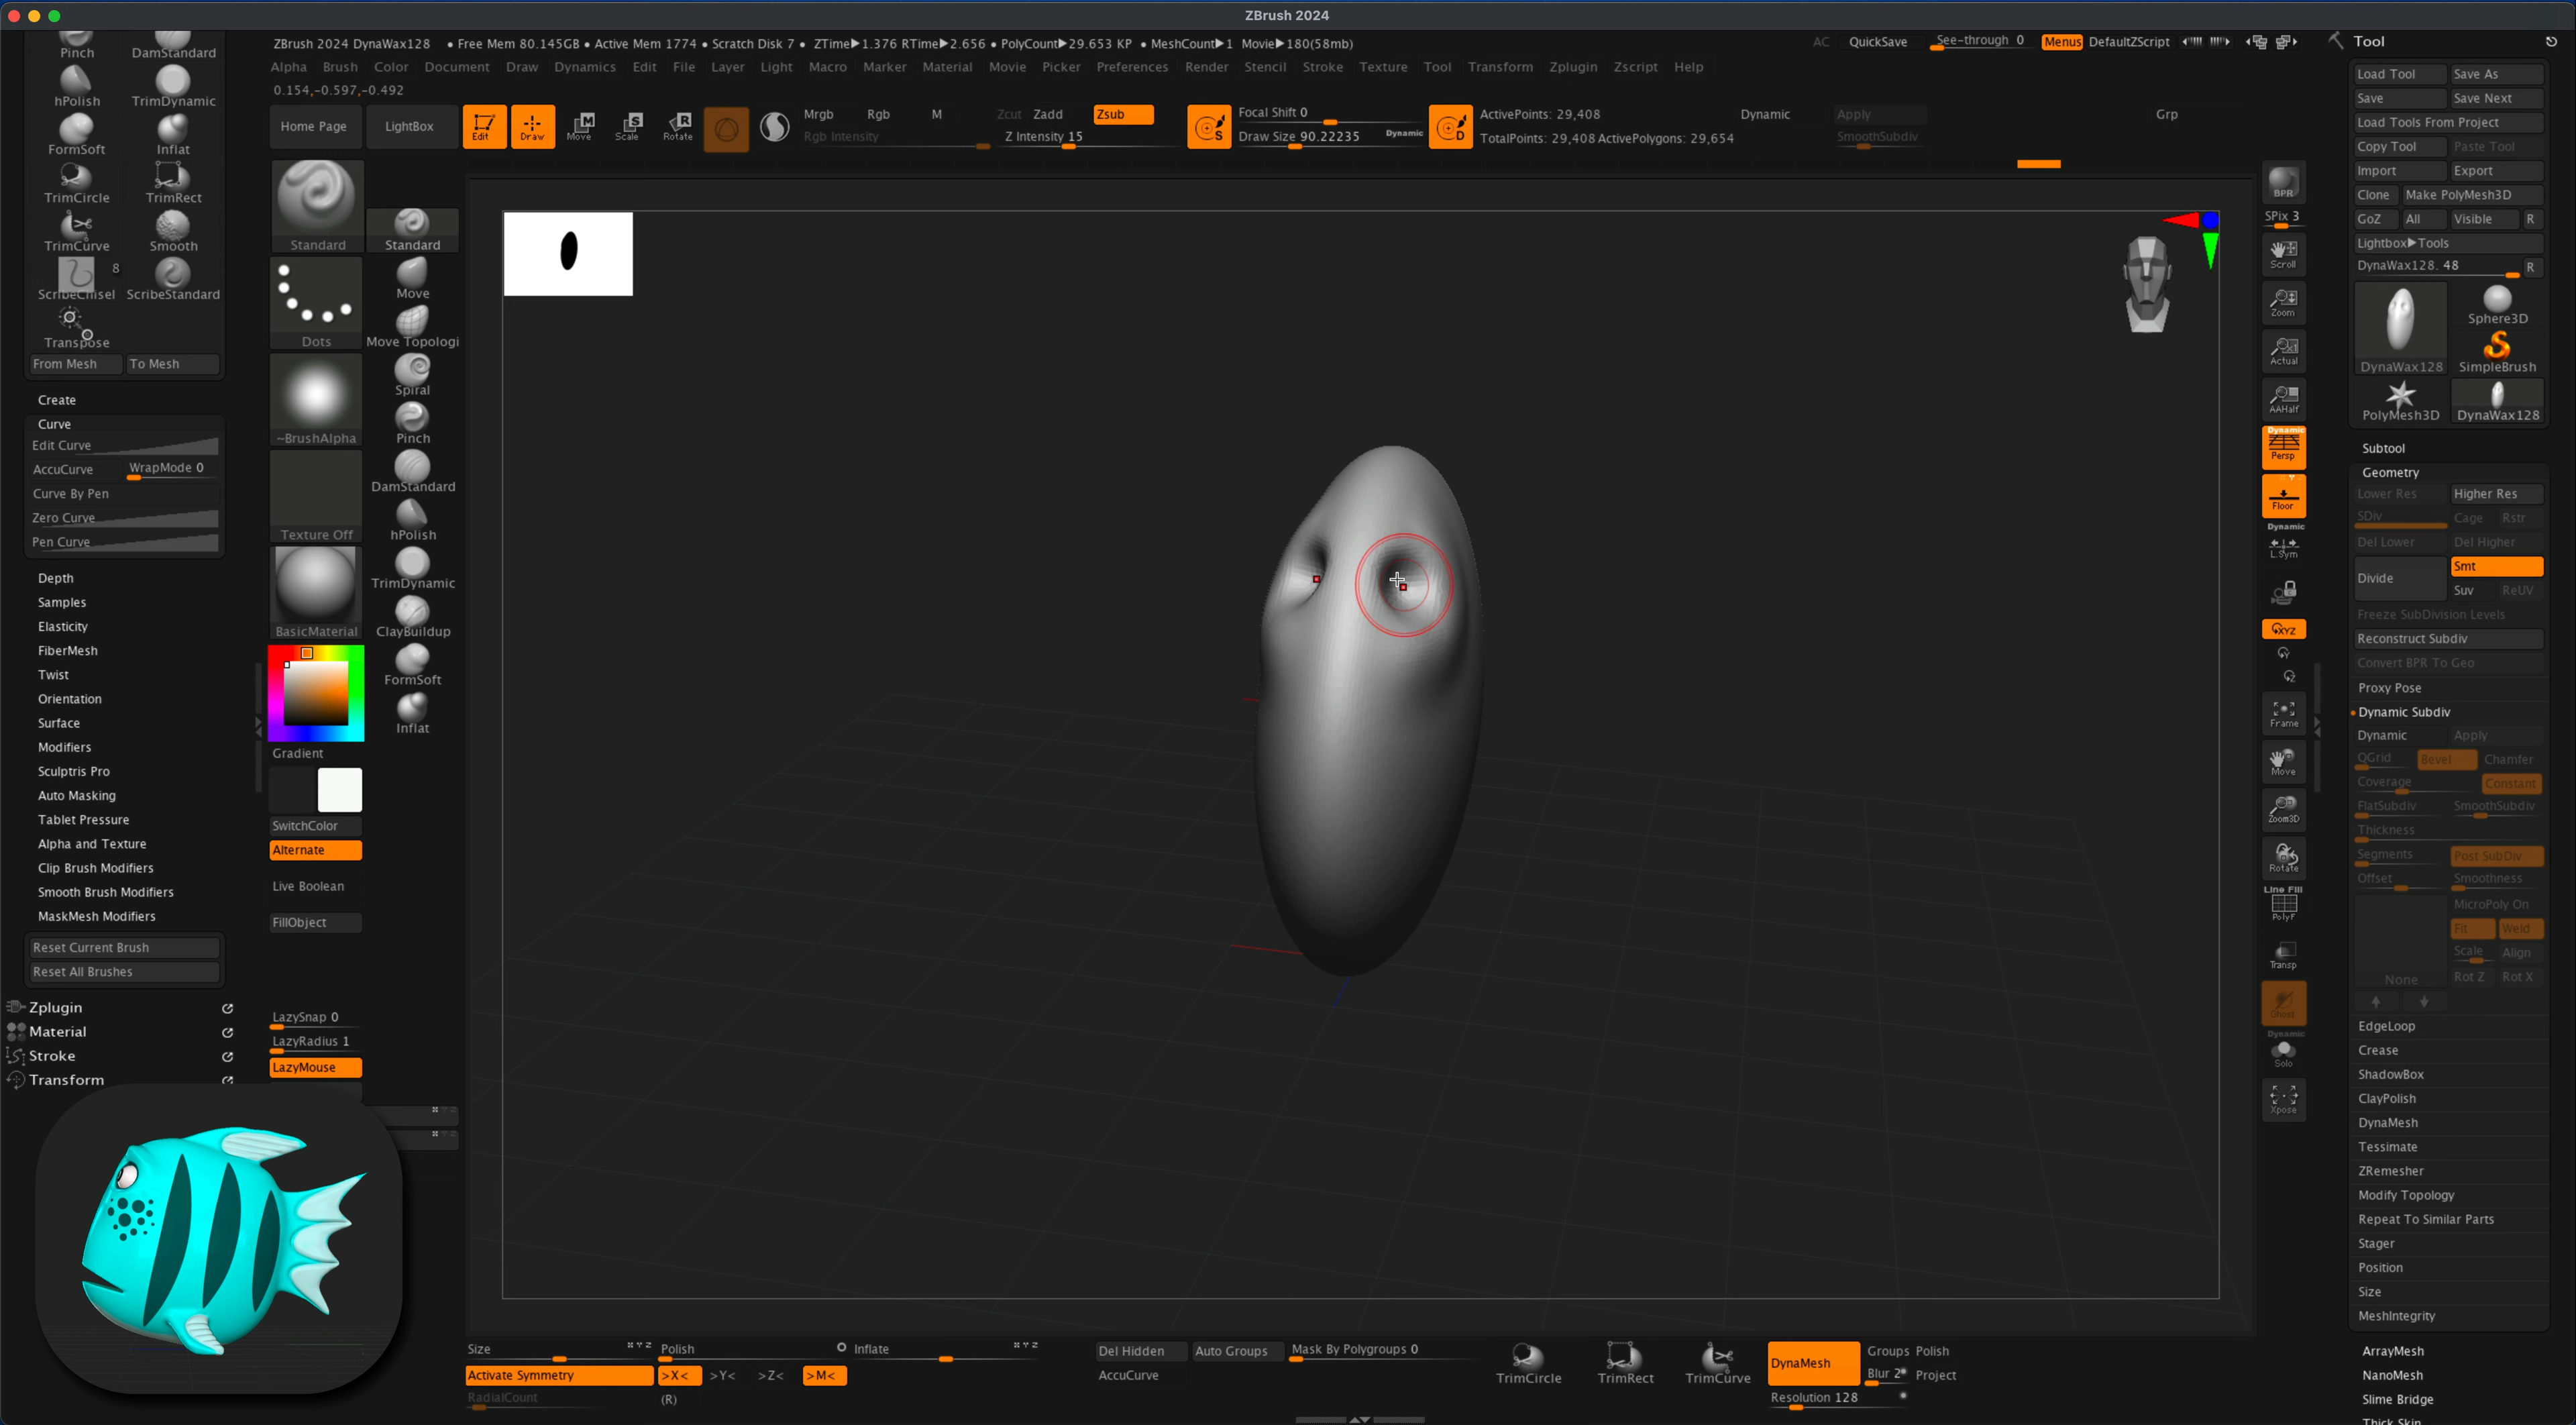 ZBrush 2024
ZBrush 2024 DynaWax128 • Free Mem 80.145GB • Active Mem 1774 • Scratch Disk 7 • ZTime▶1.376 RTime▶2.656 • PolyCount▶29.653 KP • MeshCount▶1 Movie▶180(58mb)
AC QuickSave See-through 0 Menus DefaultZScript
Alpha Brush Color Document Draw Dynamics Edit File Layer Light Macro Marker Material Movie Picker Preferences Render Stencil Stroke Texture Tool Transform Zplugin Zscript Help
0.154,-0.597,-0.492
Home Page LightBox Edit Draw Move Scale Rotate
Mrgb Rgb M Zcut Zadd Zsub
Rgb Intensity Z Intensity 15
Focal Shift 0
Draw Size 90.22235 Dynamic
ActivePoints: 29,408
TotalPoints: 29,408 ActivePolygons: 29,654
Dynamic Apply
SmoothSubdiv
Grp
Pinch DamStandard
hPolish TrimDynamic
FormSoft Inflat
TrimCircle TrimRect
TrimCurve Smooth
8
ScribeChisel ScribeStandard
Transpose
From Mesh To Mesh
Create
Curve
Edit Curve
AccuCurve WrapMode 0
Curve By Pen
Zero Curve
Pen Curve
Depth
Samples
Elasticity
FiberMesh
Twist
Orientation
Surface
Modifiers
Sculptris Pro
Auto Masking
Tablet Pressure
Alpha and Texture
Clip Brush Modifiers
Smooth Brush Modifiers
MaskMesh Modifiers
Reset Current Brush
Reset All Brushes
Zplugin
Material
Stroke
Transform
Standard
Dots
~BrushAlpha
Texture Off
BasicMaterial
Gradient
SwitchColor
Alternate
Live Boolean
FillObject
LazySnap 0
LazyRadius 1
LazyMouse
Standard
Move
Move Topologi
Spiral
Pinch
DamStandard
hPolish
TrimDynamic
ClayBuildup
FormSoft
Inflat
BPR
SPix 3
Scroll
Zoom
Actual
AAHalf
Dynamic
Persp
Floor
Dynamic
L.Sym
XYZ
Frame
Move
Zoom3D
Rotate
Line Fill
PolyF
Transp
Ghost
Dynamic
Solo
Xpose
Tool
Load Tool Save As
Save Save Next
Load Tools From Project
Copy Tool Paste Tool
Import Export
Clone Make PolyMesh3D
GoZ All Visible R
Lightbox▶Tools
DynaWax128. 48 R
DynaWax128 Sphere3D
SimpleBrush
PolyMesh3D DynaWax128
Subtool
Geometry
Lower Res Higher Res
SDiv Cage Rstr
Del Lower Del Higher
Divide Smt
Suv ReUV
Freeze SubDivision Levels
Reconstruct Subdiv
Convert BPR To Geo
Proxy Pose
Dynamic Subdiv
Dynamic Apply
QGrid Bevel Chamfer
Coverage Constant
FlatSubdiv SmoothSubdiv
Thickness
Segments Post SubDiv
Offset Smoothness
MicroPoly On
Fit Weld
Scale Align
None Rot Z Rot X
EdgeLoop
Crease
ShadowBox
ClayPolish
DynaMesh
Tessimate
ZRemesher
Modify Topology
Repeat To Similar Parts
Stager
Position
Size
MeshIntegrity
ArrayMesh
NanoMesh
Slime Bridge
Thick Skin
Size Polish Inflate
Activate Symmetry >X< >Y< >Z< >M<
RadialCount (R)
Del Hidden Auto Groups Mask By Polygroups 0
AccuCurve
TrimCircle TrimRect TrimCurve
DynaMesh Groups Polish
Blur 2 Project
Resolution 128